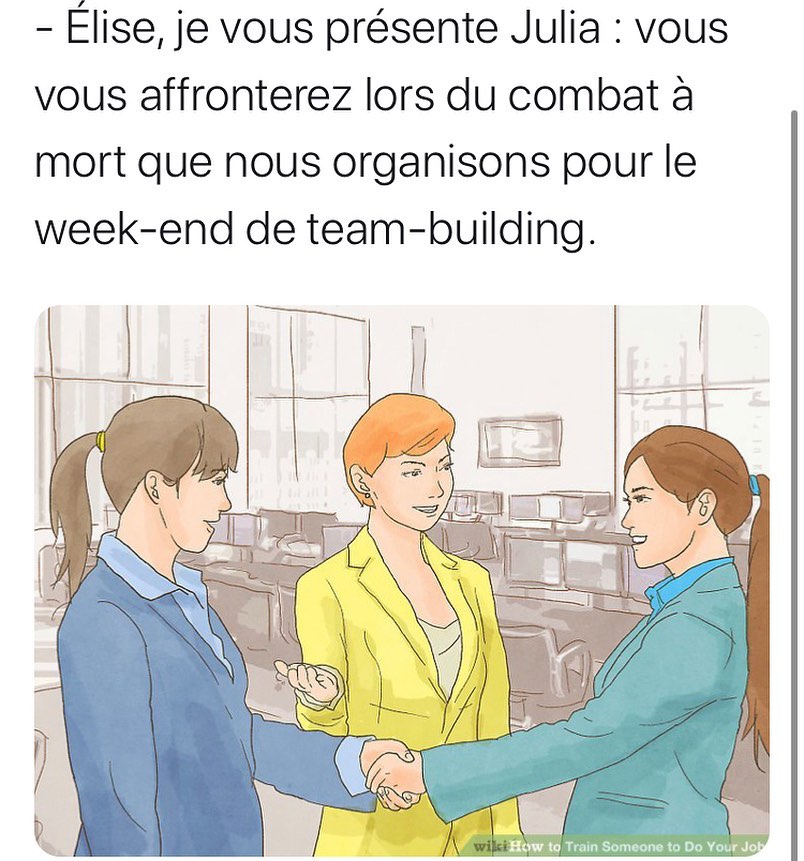 - Élise, je vous présente Julia : vous
vous affronterez lors du combat à
mort que nous organisons pour le
week-end de team-building.
wikiHow to Train Someone to Do Your Job